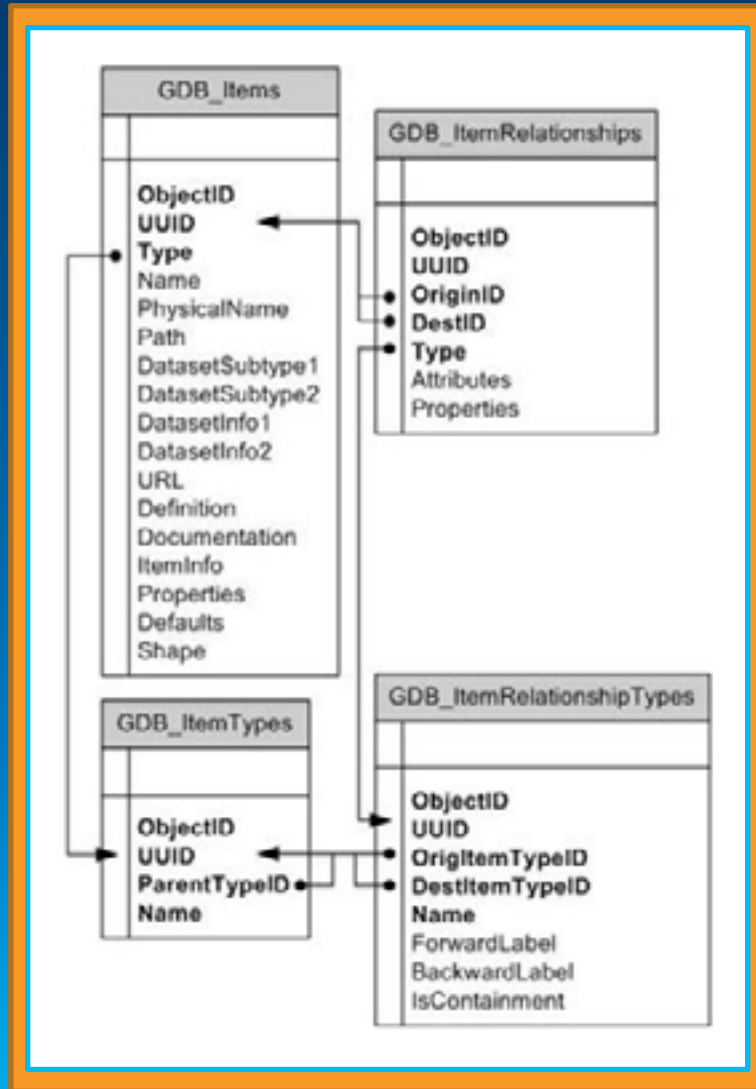 GDB_Items
ObjectID
UUID
Type
Name
PhysicalName
Path
DatasetSubtype1
DatasetSubtype2
DatasetInfo1
DatasetInfo2
URL
Definition
Documentation
ItemInfo
Properties
Defaults
Shape
GDB_ItemRelationships
ObjectID
UUID
OriginID
DestID
Type
Attributes
Properties
GDB_ItemTypes
ObjectID
UUID
ParentTypeID
Name
GDB_ItemRelationshipTypes
ObjectID
UUID
OrigItemTypeID
DestItemTypeID
Name
ForwardLabel
BackwardLabel
IsContainment